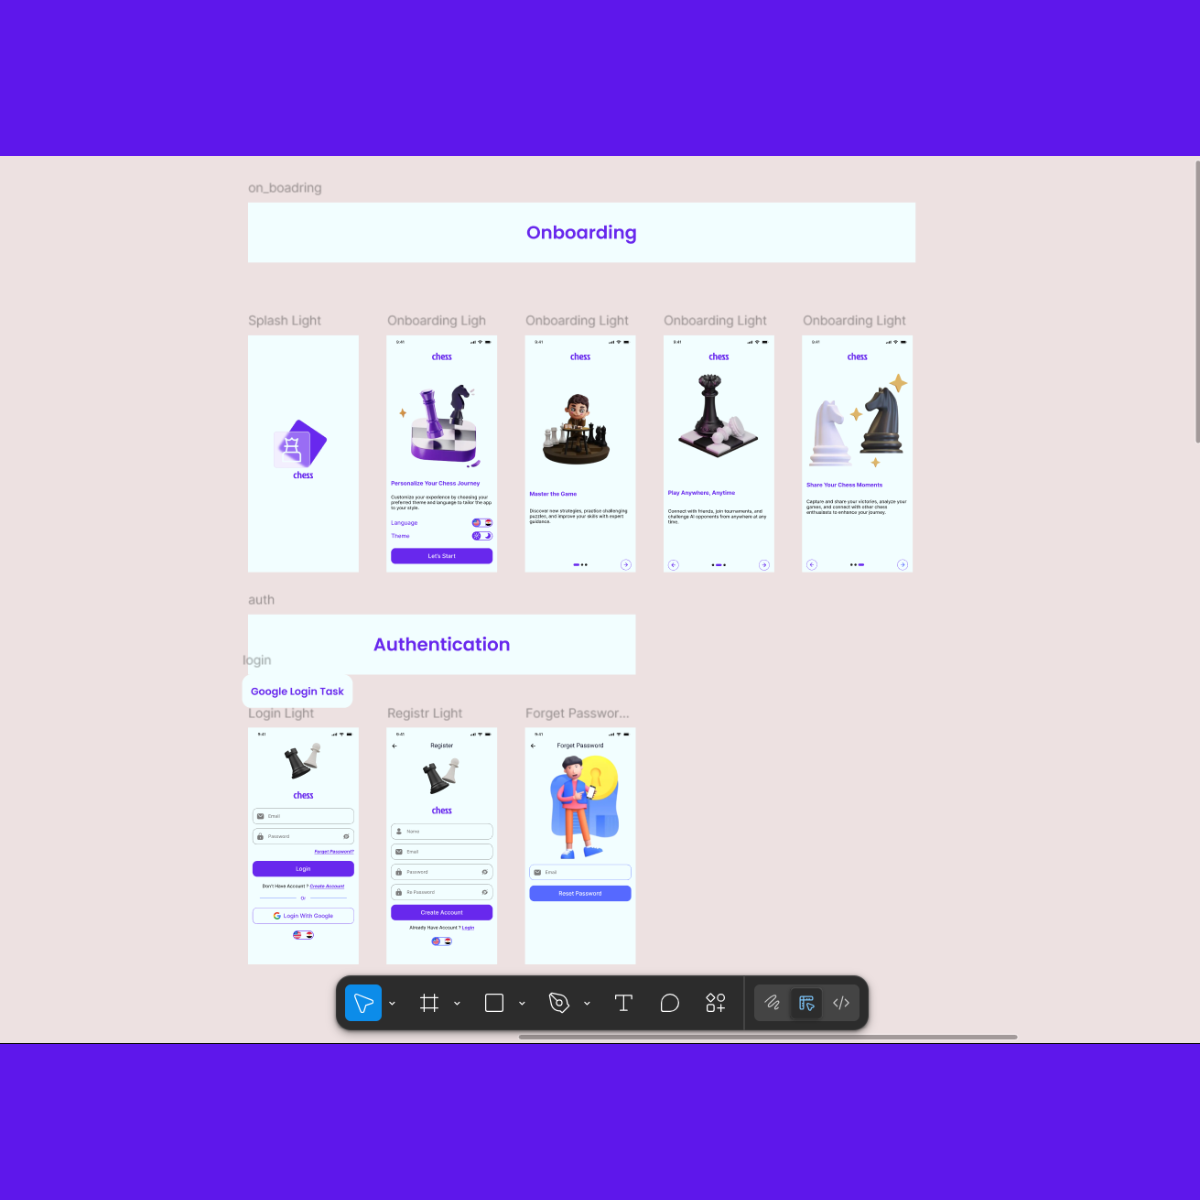 on_boadring
Onboarding
Splash Light
Onboarding Ligh
Onboarding Light
Onboarding Light
Onboarding Light
chess
9:41
chess
Personalize Your Chess Journey
Customize your experience by choosing your
preferred theme and language to tailor the app
to your style.
Language
Theme
Let's Start
9:41
chess
Master the Game
Discover new strategies, practice challenging
puzzles, and improve your skills with expert
guidance.
9:41
chess
Play Anywhere, Anytime
Connect with friends, join tournaments, and
challenge AI opponents from anywhere at any
time.
9:41
chess
Share Your Chess Moments
Capture and share your victories, analyze your
games, and connect with other chess
enthusiasts to enhance your journey.
auth
Authentication
login
Google Login Task
Login Light
Registr Light
Forget Passwor...
9:41
chess
Email
Password
Forget Password?
Login
Don't Have Account ? Create Account
Or
Login With Google
9:41
Register
chess
Name
Email
Password
Re Password
Create Account
Already Have Account ? Login
9:41
Forget Password
Email
Reset Password